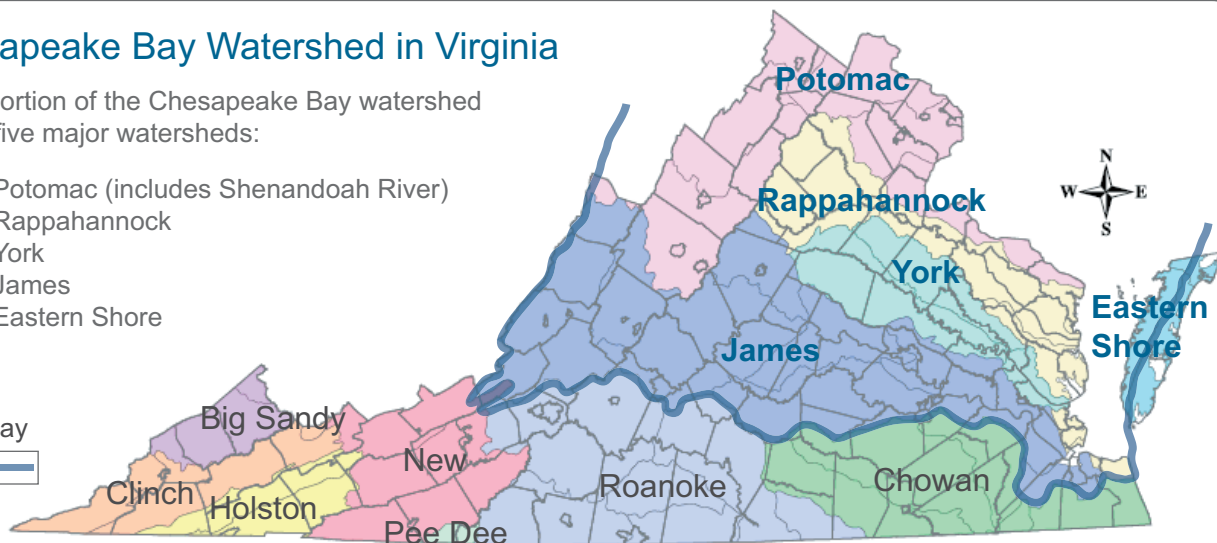 apeake Bay Watershed in Virginia
ortion of the Chesapeake Bay watershed
five major watersheds:
Potomac (includes Shenandoah River)
Rappahannock
York
James
Eastern Shore
ay
Potomac
Rappahannock
York
James
Eastern
Shore
N
W E
S
Big Sandy
Clinch
Holston
New
Pee Dee
Roanoke
Chowan